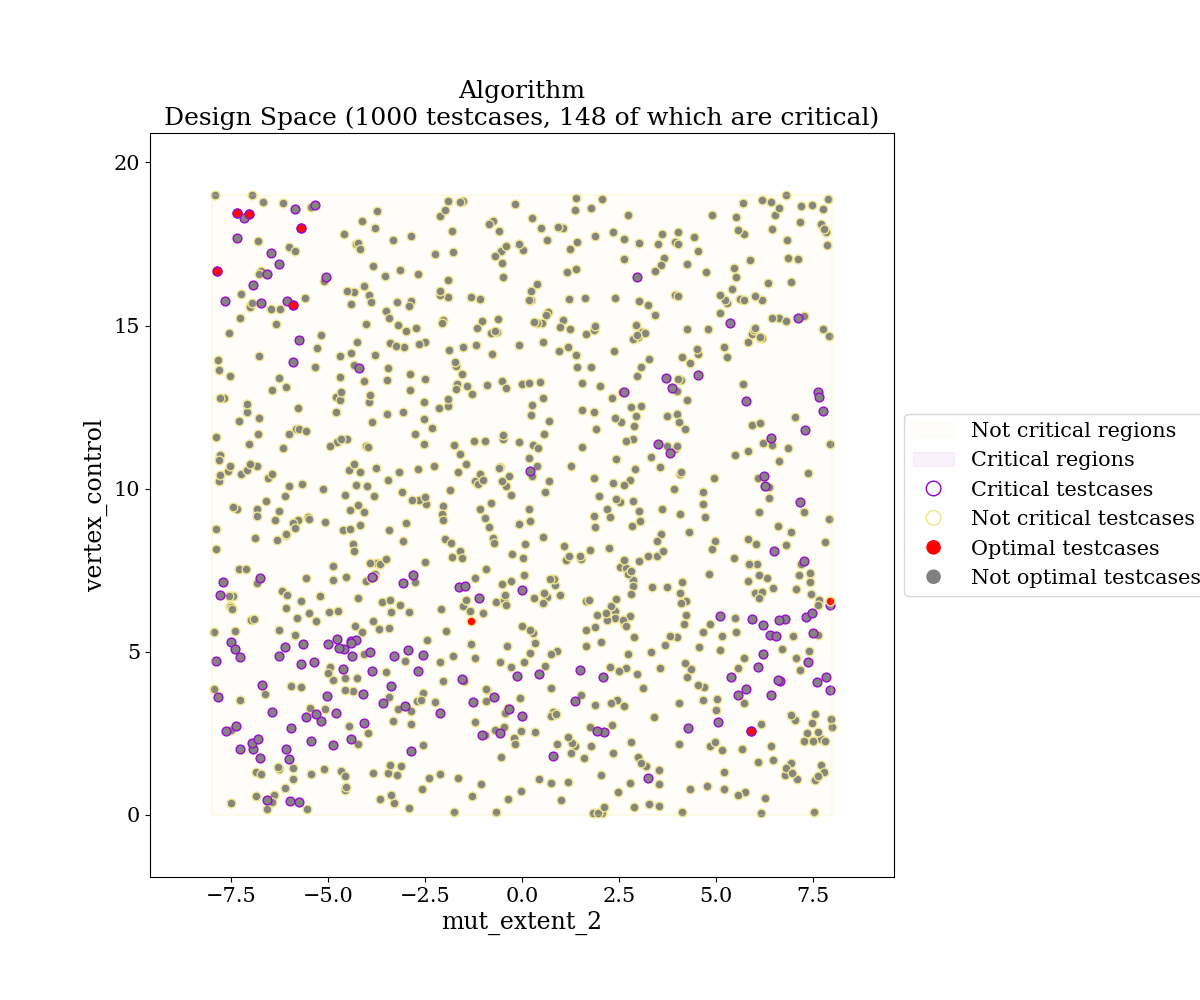 Algorithm
Design Space (1000 testcases, 148 of which are critical)
20
15
10
5
0
vertex_control
−7.5
−5.0
−2.5
0.0
2.5
5.0
7.5
mut_extent_2
Not critical regions
Critical regions
Critical testcases
Not critical testcases
Optimal testcases
Not optimal testcases